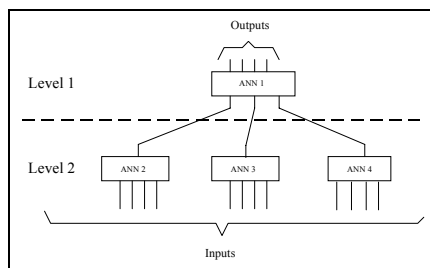 Outputs
Level 1
ANN 1
Level 2
ANN 2
ANN 3
ANN 4
Inputs